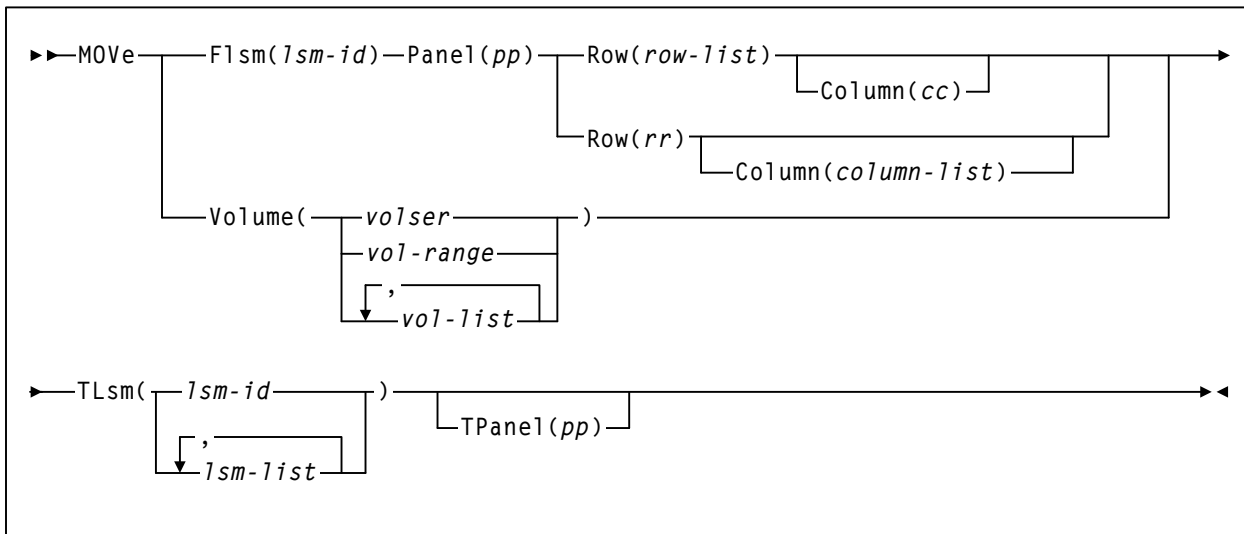 MOVe Flsm(lsm-id) Panel(pp) Row(row-list)
Column(cc)
Row(rr)
Column(column-list)
Volume( volser )
vol-range
,
vol-list
TLsm( lsm-id )
TPanel(pp)
,
lsm-list